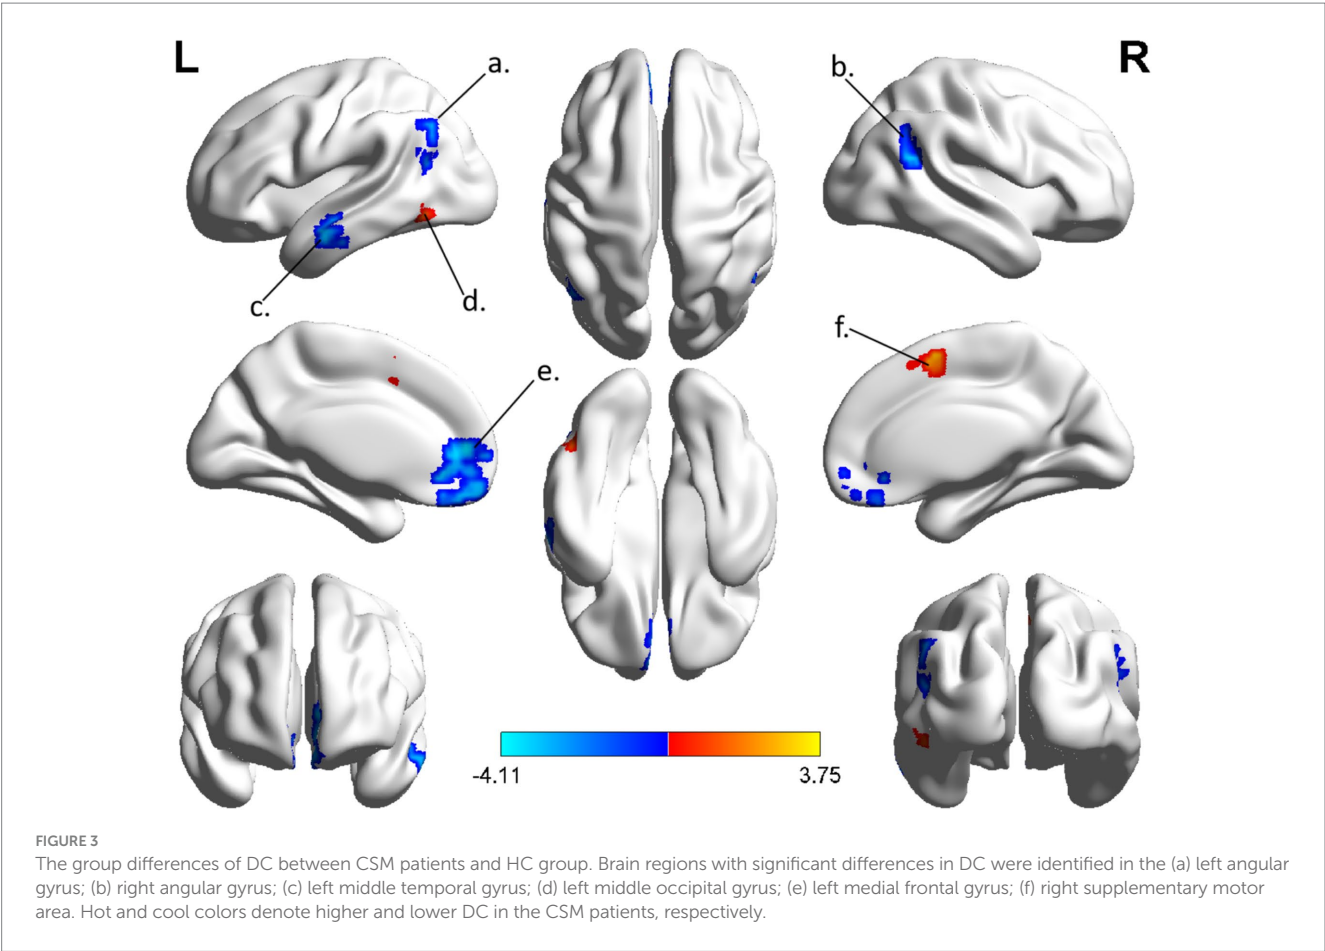 L
R
a.
b.
c.
d.
e.
f.
-4.11
3.75
FIGURE 3
The group differences of DC between CSM patients and HC group. Brain regions with significant differences in DC were identified in the (a) left angular
gyrus; (b) right angular gyrus; (c) left middle temporal gyrus; (d) left middle occipital gyrus; (e) left medial frontal gyrus; (f) right supplementary motor
area. Hot and cool colors denote higher and lower DC in the CSM patients, respectively.